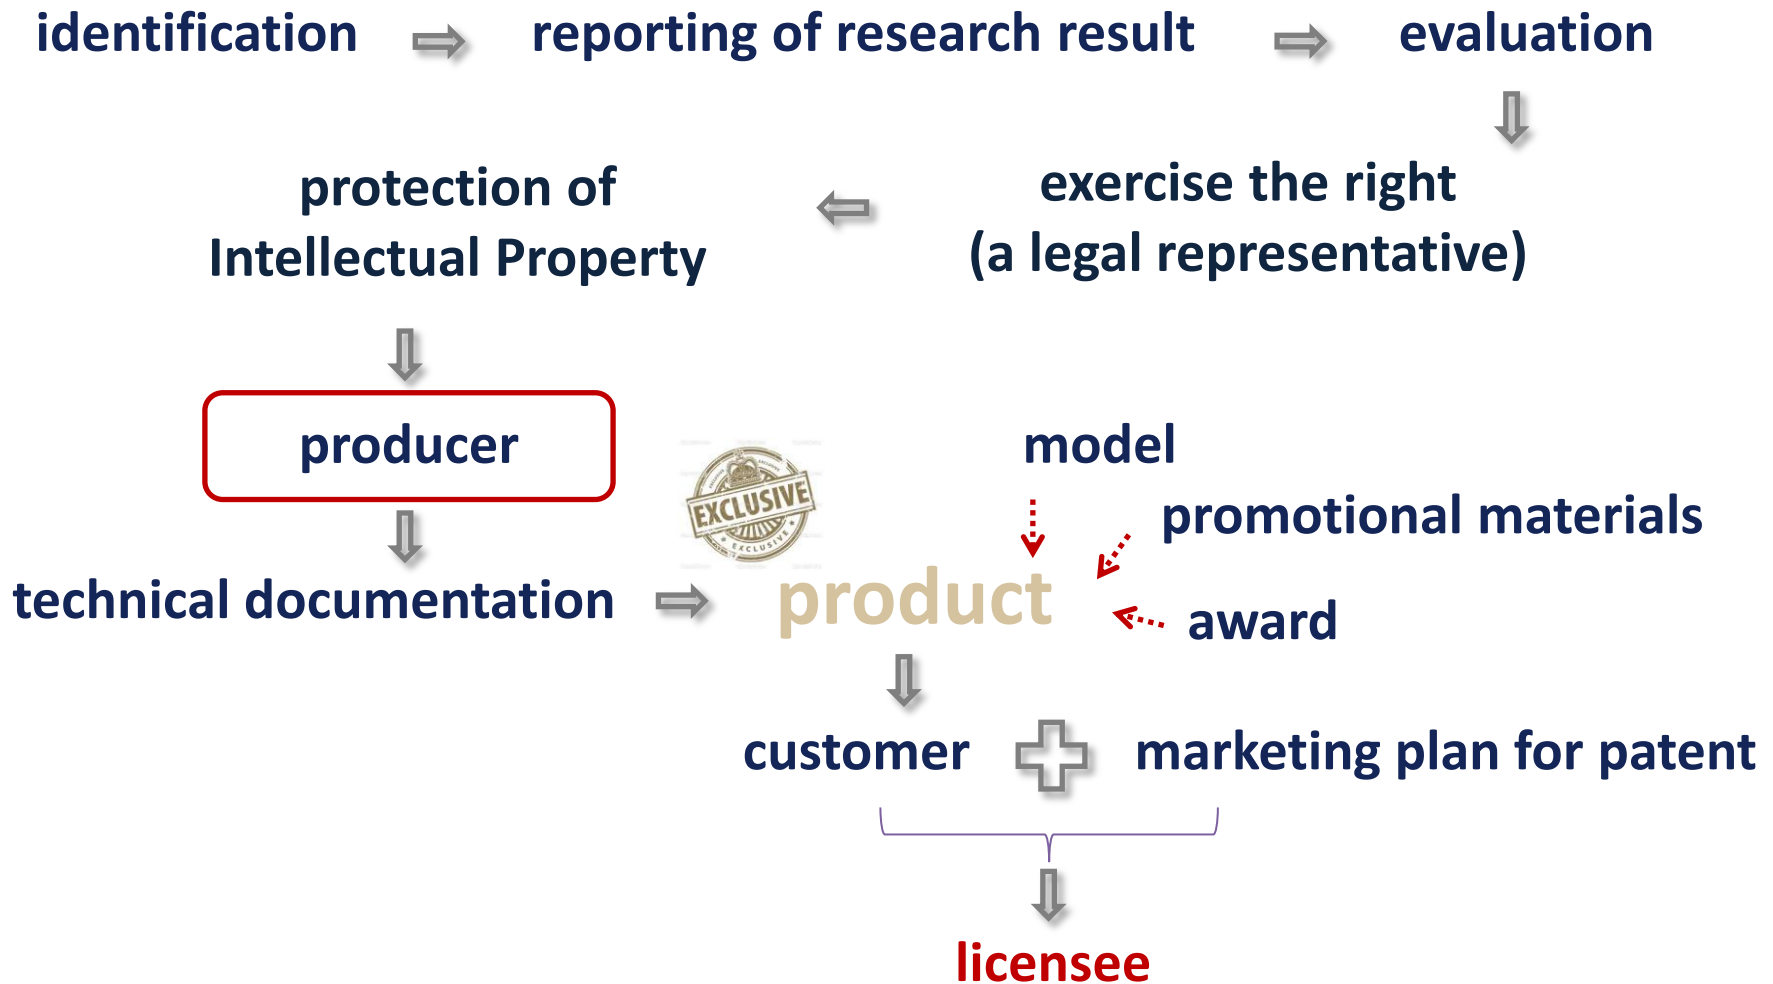 identification
reporting of research result
evaluation
protection of
Intellectual Property
exercise the right
(a legal representative)
producer
EXCLUSIVE
EXCLUSIVE
model
promotional materials
technical documentation
product
award
customer
marketing plan for patent
licensee